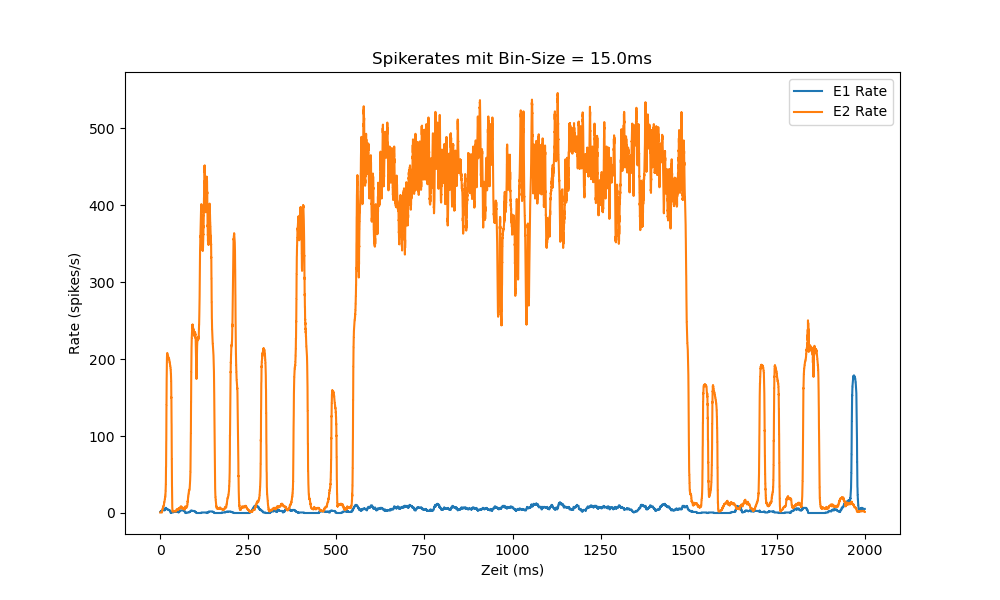 Spikerates mit Bin-Size = 15.0ms
E1 Rate
E2 Rate
500
400
300
200
100
0
Rate (spikes/s)
0 250 500 750 1000 1250 1500 1750 2000
Zeit (ms)